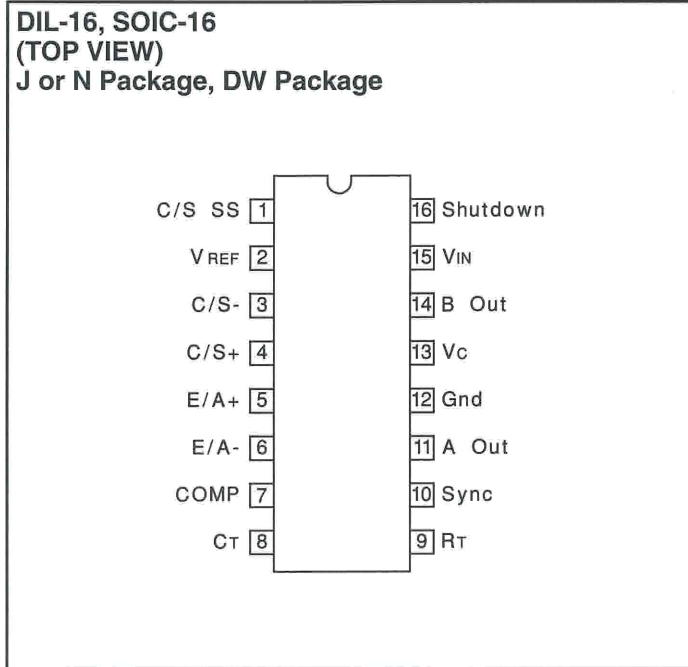 DIL-16, SOIC-16
(TOP VIEW)
J or N Package, DW Package
C/S SS 1 16 Shutdown
VREF 2 15 VIN
C/S- 3 14 B Out
C/S+ 4 13 VC
E/A+ 5 12 Gnd
E/A- 6 11 A Out
COMP 7 10 Sync
CT 8 9 RT